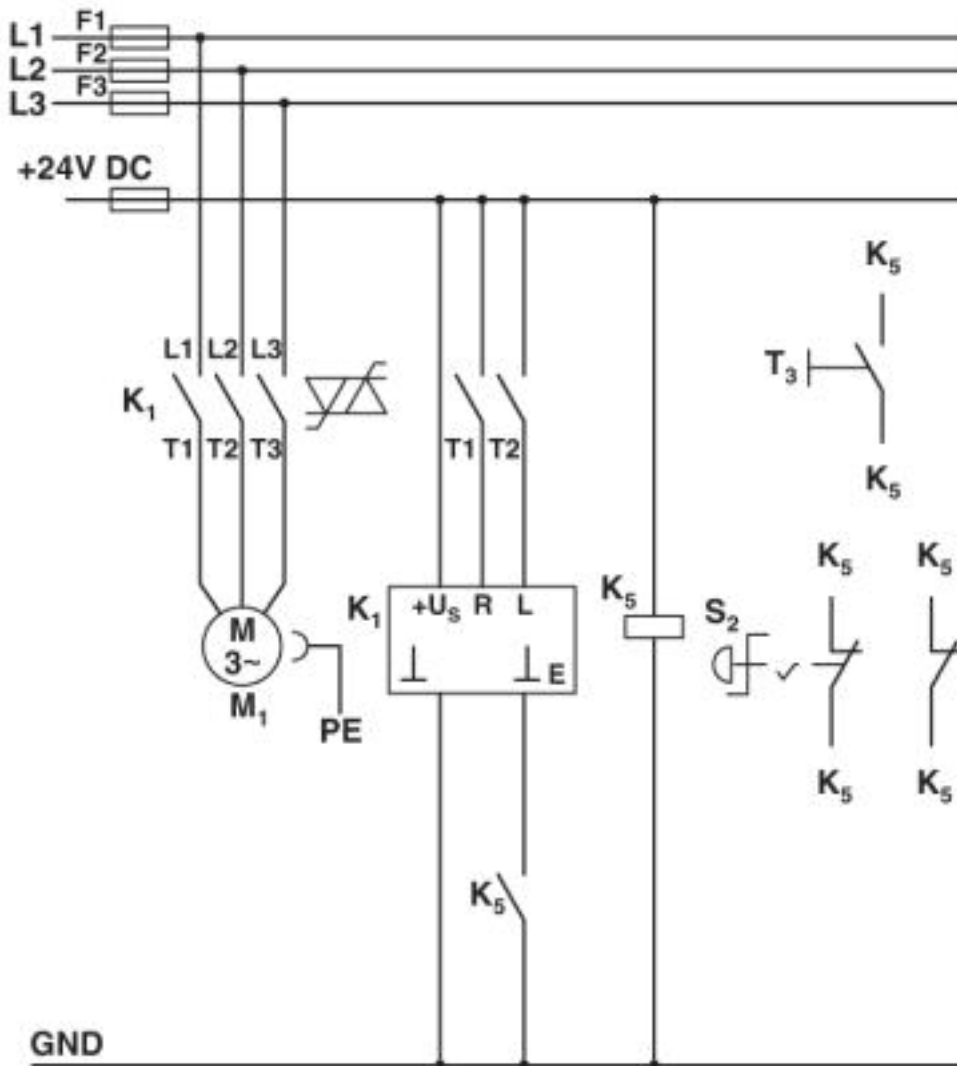 L1 F1
L2 F2
L3 F3
+24V DC
K₅
L1 L2 L3
T₃
K₁
T1 T2 T3 T1 T2
K₅
K₅ K₅
K₁ +Uₛ R L K₅ S₂
M
3~
E
M₁
PE
K₅ K₅
K₅
GND